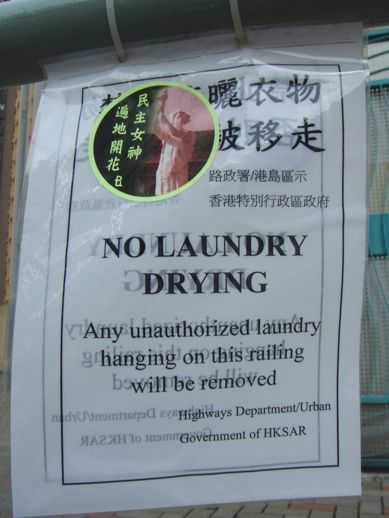 曬衣物
被移走
民主女神
遍地開花
路政署/港島區示
香港特別行政區政府
NO LAUNDRY
DRYING
Any unauthorized laundry
hanging on this railing
will be removed
Highways Department/Urban
Government of HKSAR